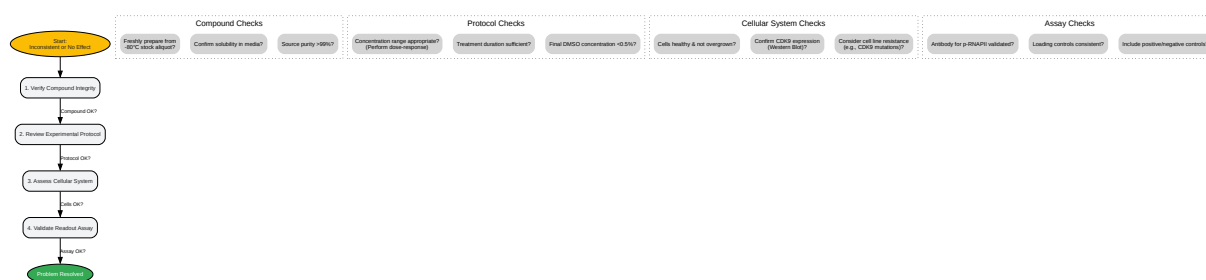 Compound Checks
Protocol Checks
Cellular System Checks
Assay Checks
Start:
Inconsistent or No Effect
Freshly prepare from
-80°C stock aliquot?
Confirm solubility in media?
Source purity >99%?
Concentration range appropriate?
(Perform dose-response)
Treatment duration sufficient?
Final DMSO concentration <0.5%?
Cells healthy & not overgrown?
Confirm CDK9 expression
(Western Blot)?
Consider cell line resistance
(e.g., CDK9 mutations)?
Antibody for p-RNAPII validated?
Loading controls consistent?
Include positive/negative controls?
1. Verify Compound Integrity
Compound OK?
2. Review Experimental Protocol
Protocol OK?
3. Assess Cellular System
Cells OK?
4. Validate Readout Assay
Assay OK?
Problem Resolved